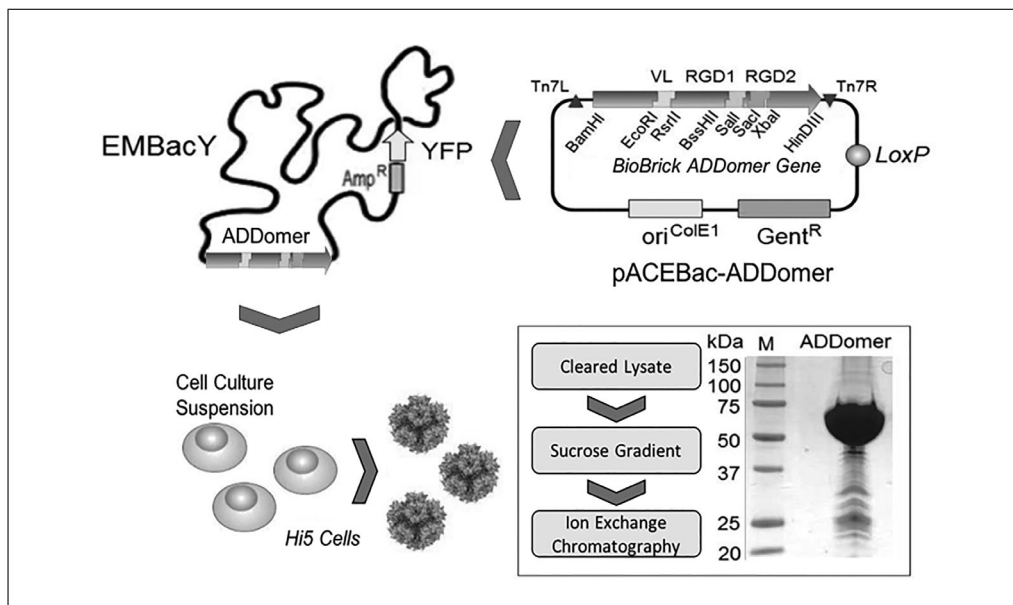 EMBacY
YFP
Amp^R
ADDomer
Tn7L
VL RGD1 RGD2
Tn7R
BamHI
EcoRI
RsrII
BssHII
SalI
SacI
XbaI
HinDIII
BioBrick ADDomer Gene
LoxP
ori^ColE1
Gent^R
pACEBac-ADDomer
Cell Culture
Suspension
Hi5 Cells
Cleared Lysate
Sucrose Gradient
Ion Exchange
Chromatography
kDa M ADDomer
150
100
75
50
37
25
20